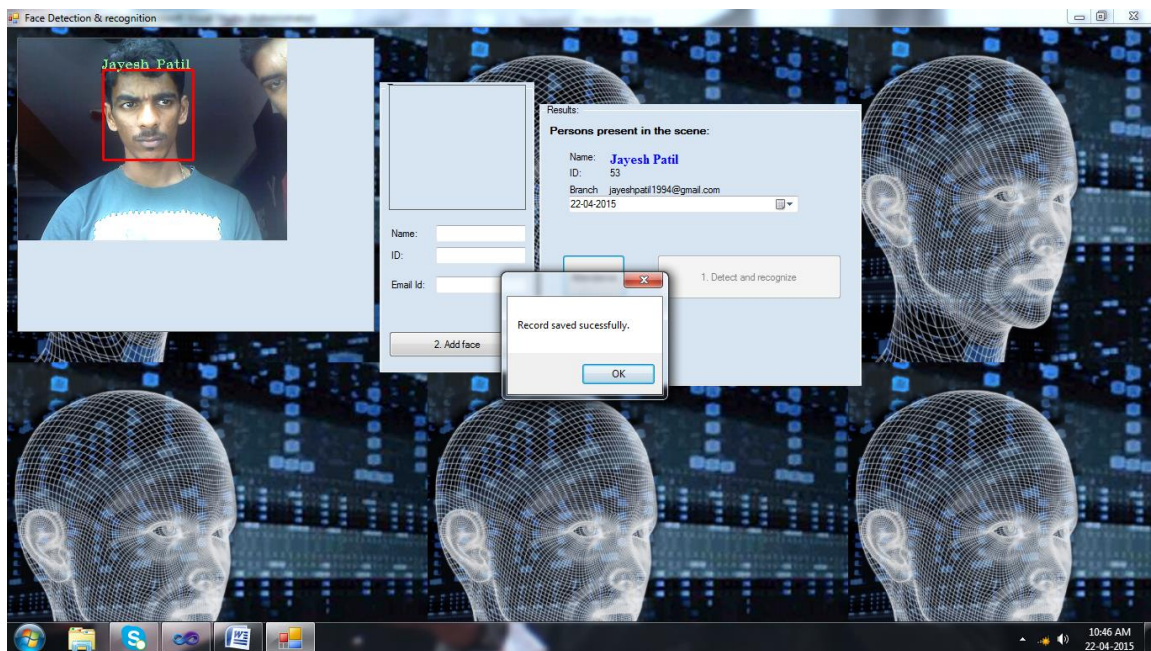 Face Detection & recognition
Jayesh Patil
Results:
Persons present in the scene:
Name: Jayesh Patil
ID: 53
Branch jayeshpatil1994@gmail.com
22-04-2015
Name:
ID:
Email Id:
1. Detect and recognize
Record saved sucessfully.
2. Add face
OK
10:46 AM
22-04-2015